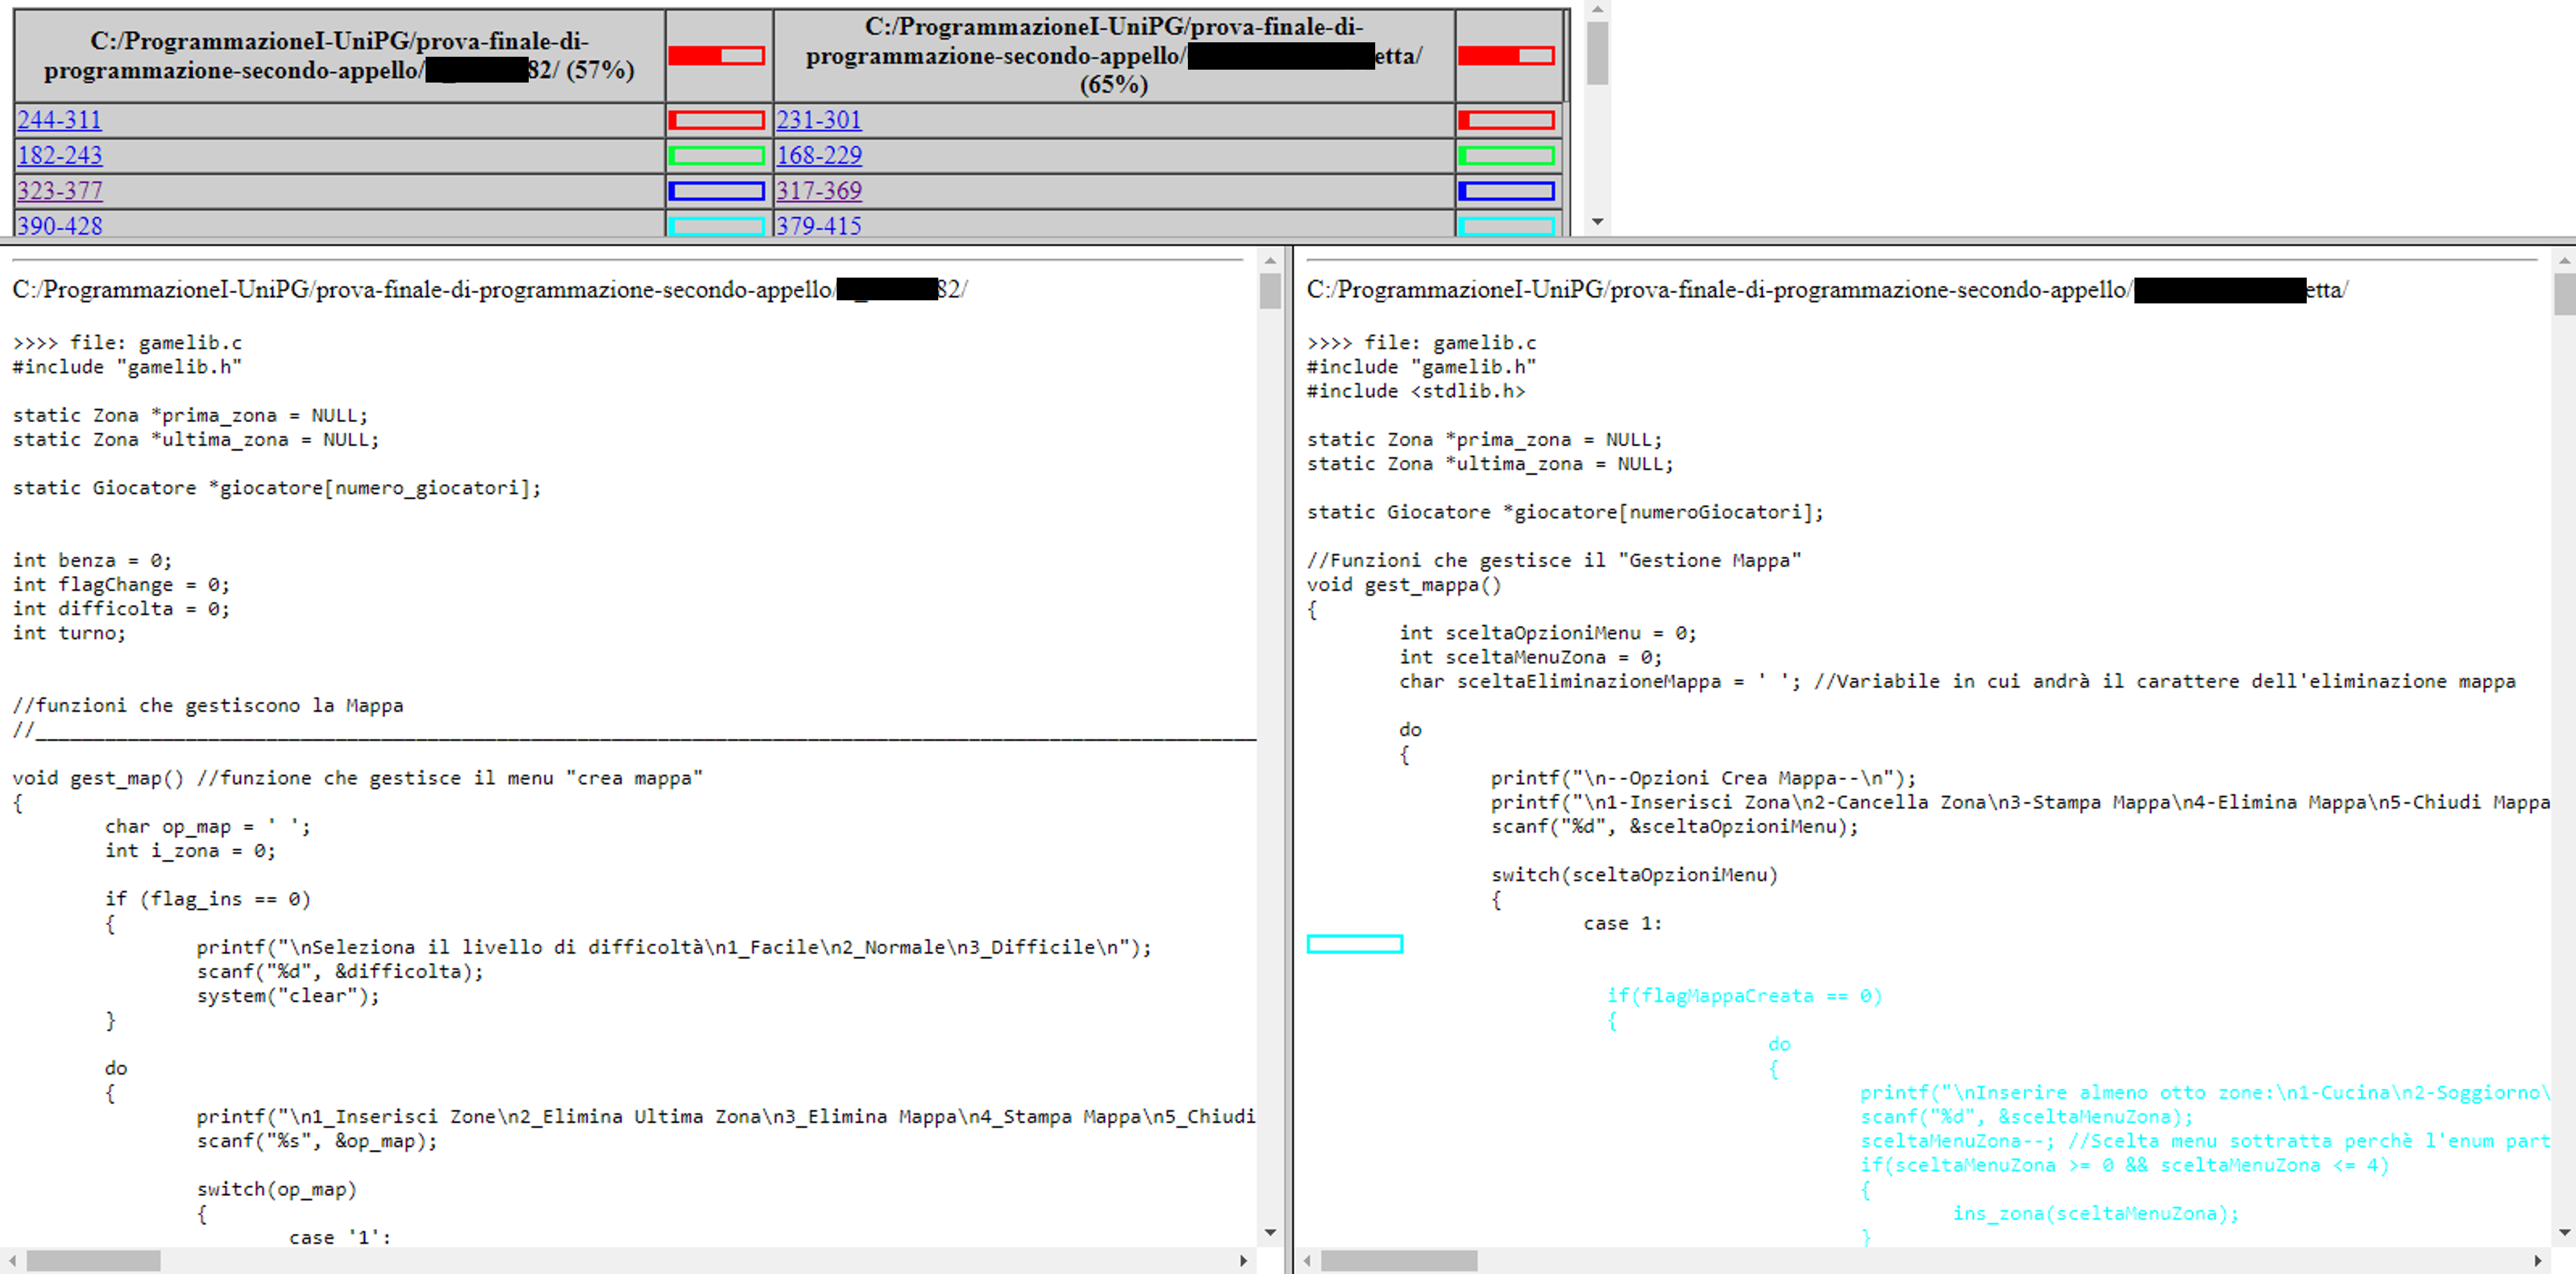 C:/ProgrammazioneI-UniPG/prova-finale-di-
programmazione-secondo-appello/ 82/ (57%)
C:/ProgrammazioneI-UniPG/prova-finale-di-
programmazione-secondo-appello/ etta/
(65%)
244-311 231-301
182-243 168-229
323-377 317-369
390-428 379-415
C:/ProgrammazioneI-UniPG/prova-finale-di-programmazione-secondo-appello/ 82/
>>>> file: gamelib.c
#include "gamelib.h"
static Zona *prima_zona = NULL;
static Zona *ultima_zona = NULL;
static Giocatore *giocatore[numero_giocatori];
int benza = 0;
int flagChange = 0;
int difficolta = 0;
int turno;
//funzioni che gestiscono la Mappa
//__________________________________________________________________________________________________________
void gest_map() //funzione che gestisce il menu "crea mappa"
{
char op_map = ' ';
int i_zona = 0;
if (flag_ins == 0)
{
printf("\nSeleziona il livello di difficoltà\n1_Facile\n2_Normale\n3_Difficile\n");
scanf("%d", &difficolta);
system("clear");
}
do
{
printf("\n1_Inserisci Zone\n2_Elimina Ultima Zona\n3_Elimina Mappa\n4_Stampa Mappa\n5_Chiudi
scanf("%s", &op_map);
switch(op_map)
{
case '1':
C:/ProgrammazioneI-UniPG/prova-finale-di-programmazione-secondo-appello/ etta/
>>>> file: gamelib.c
#include "gamelib.h"
#include <stdlib.h>
static Zona *prima_zona = NULL;
static Zona *ultima_zona = NULL;
static Giocatore *giocatore[numeroGiocatori];
//Funzioni che gestisce il "Gestione Mappa"
void gest_mappa()
{
int sceltaOpzioniMenu = 0;
int sceltaMenuZona = 0;
char sceltaEliminazioneMappa = ' '; //Variabile in cui andrà il carattere dell'eliminazione mappa
do
{
printf("\n--Opzioni Crea Mappa--\n");
printf("\n1-Inserisci Zona\n2-Cancella Zona\n3-Stampa Mappa\n4-Elimina Mappa\n5-Chiudi Mappa
scanf("%d", &sceltaOpzioniMenu);
switch(sceltaOpzioniMenu)
{
case 1:
if(flagMappaCreata == 0)
{
do
{
printf("\nInserire almeno otto zone:\n1-Cucina\n2-Soggiorno\
scanf("%d", &sceltaMenuZona);
sceltaMenuZona--; //Scelta menu sottratta perchè l'enum part
if(sceltaMenuZona >= 0 && sceltaMenuZona <= 4)
{
ins_zona(sceltaMenuZona);
}